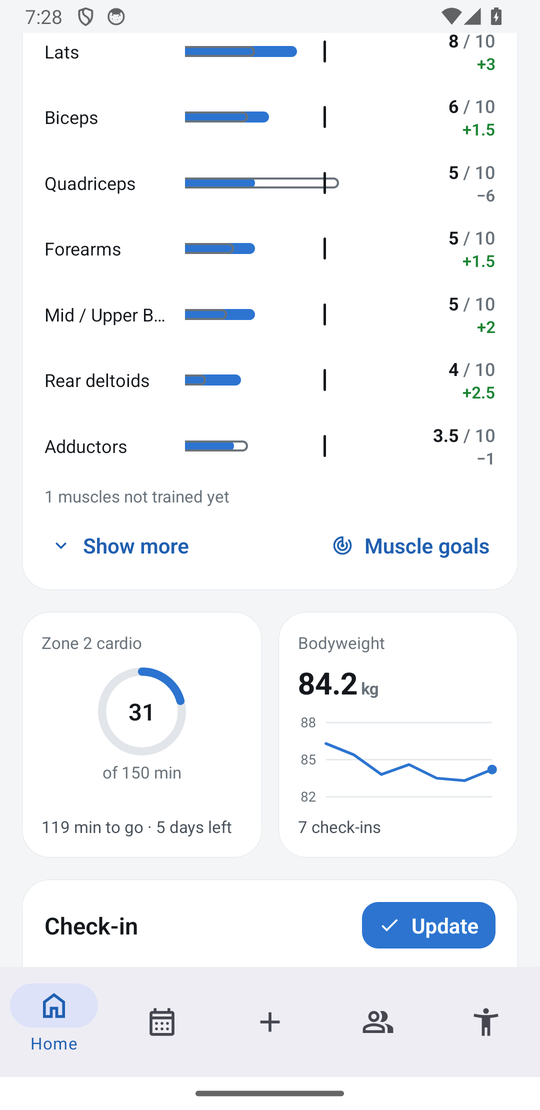 7:28
Lats
8 / 10
+3
Biceps
6 / 10
+1.5
Quadriceps
5 / 10
−6
Forearms
5 / 10
+1.5
Mid / Upper B...
5 / 10
+2
Rear deltoids
4 / 10
+2.5
Adductors
3.5 / 10
−1
1 muscles not trained yet
Show more
Muscle goals
Zone 2 cardio
31
of 150 min
119 min to go · 5 days left
Bodyweight
84.2 kg
88
85
82
7 check-ins
Check-in
Update
Home